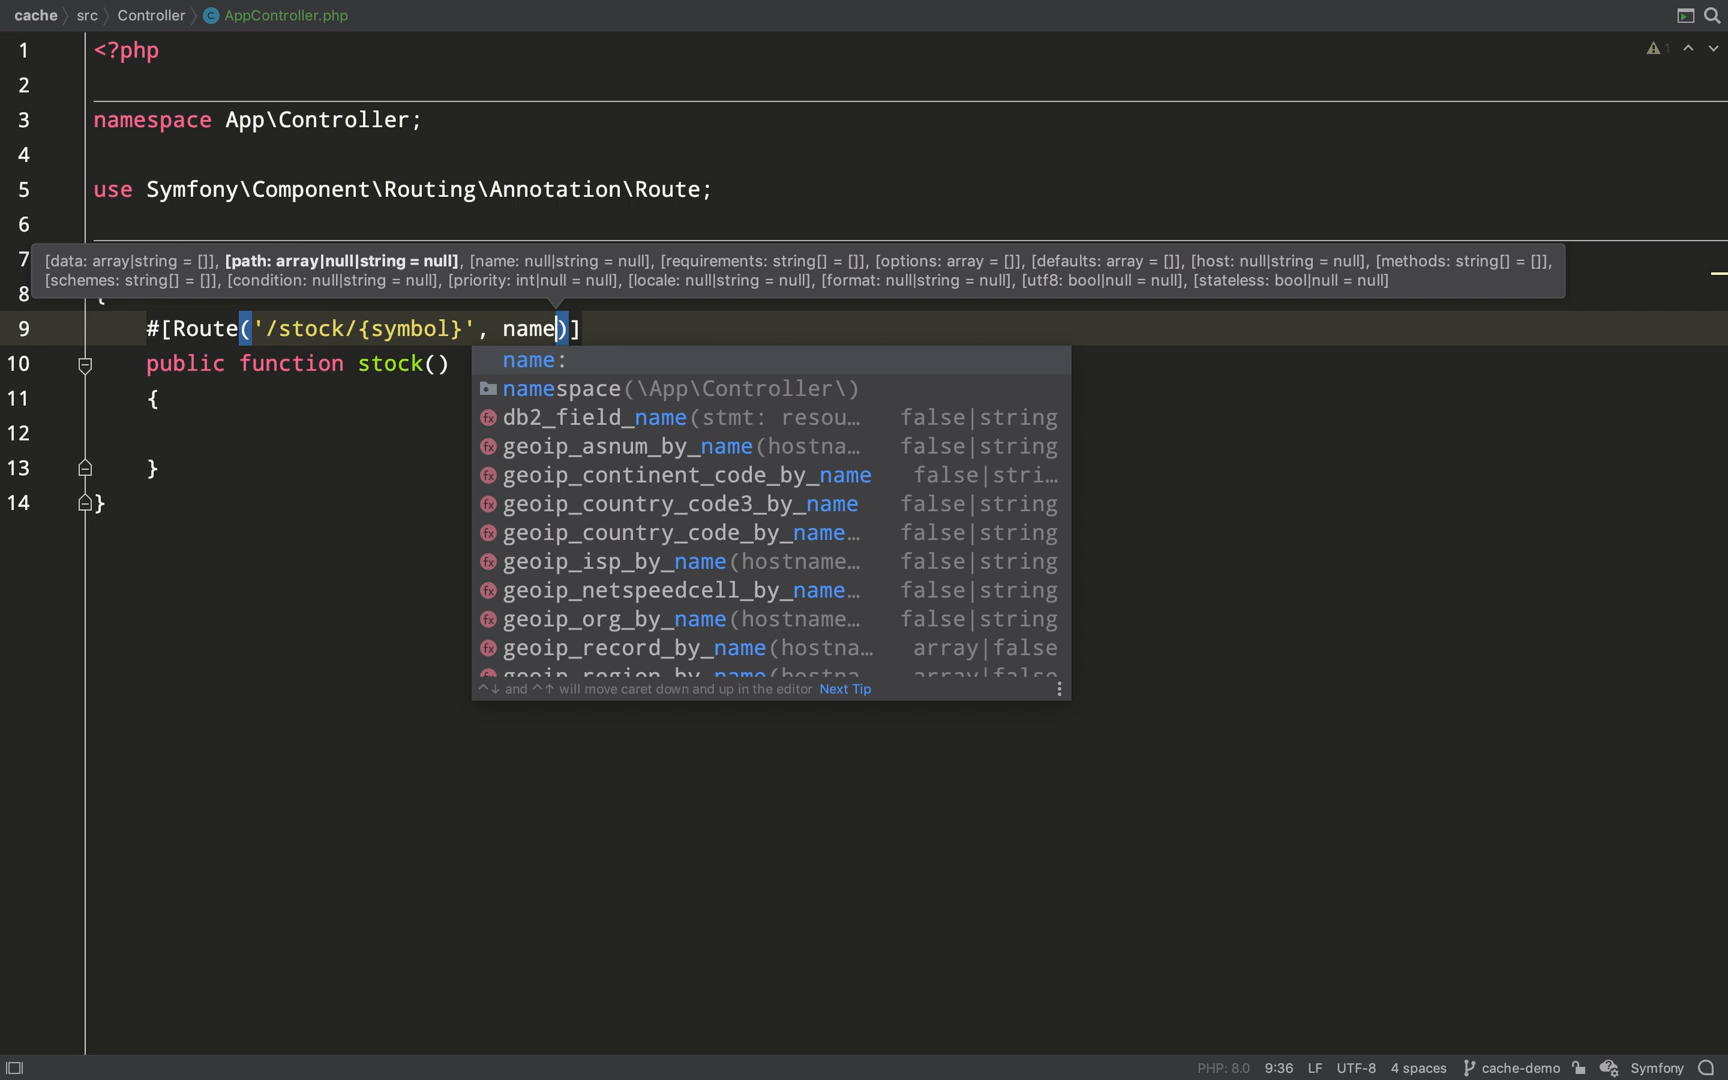 cache src Controller AppController.php
1
1 <?php
2
3 namespace App\Controller;
4
5 use Symfony\Component\Routing\Annotation\Route;
6
7
[data: array|string = []], [path: array|null|string = null], [name: null|string = null], [requirements: string[] = []], [options: array = []], [defaults: array = []], [host: null|string = null], [methods: string[] = []],
[schemes: string[] = []], [condition: null|string = null], [priority: int|null = null], [locale: null|string = null], [format: null|string = null], [utf8: bool|null = null], [stateless: bool|null = null]
8 {
9 #[Route('/stock/{symbol}', name)]
10 public function stock()
11 {
12
13 }
14 }
name:
namespace(\App\Controller\)
db2_field_name(stmt: resou… false|string
geoip_asnum_by_name(hostna… false|string
geoip_continent_code_by_name false|stri…
geoip_country_code3_by_name false|string
geoip_country_code_by_name… false|string
geoip_isp_by_name(hostname… false|string
geoip_netspeedcell_by_name… false|string
geoip_org_by_name(hostname… false|string
geoip_record_by_name(hostna… array|false
geoip_region_by_name(hostna… array|false
^↓ and ^↑ will move caret down and up in the editor Next Tip
PHP: 8.0 9:36 LF UTF-8 4 spaces cache-demo Symfony